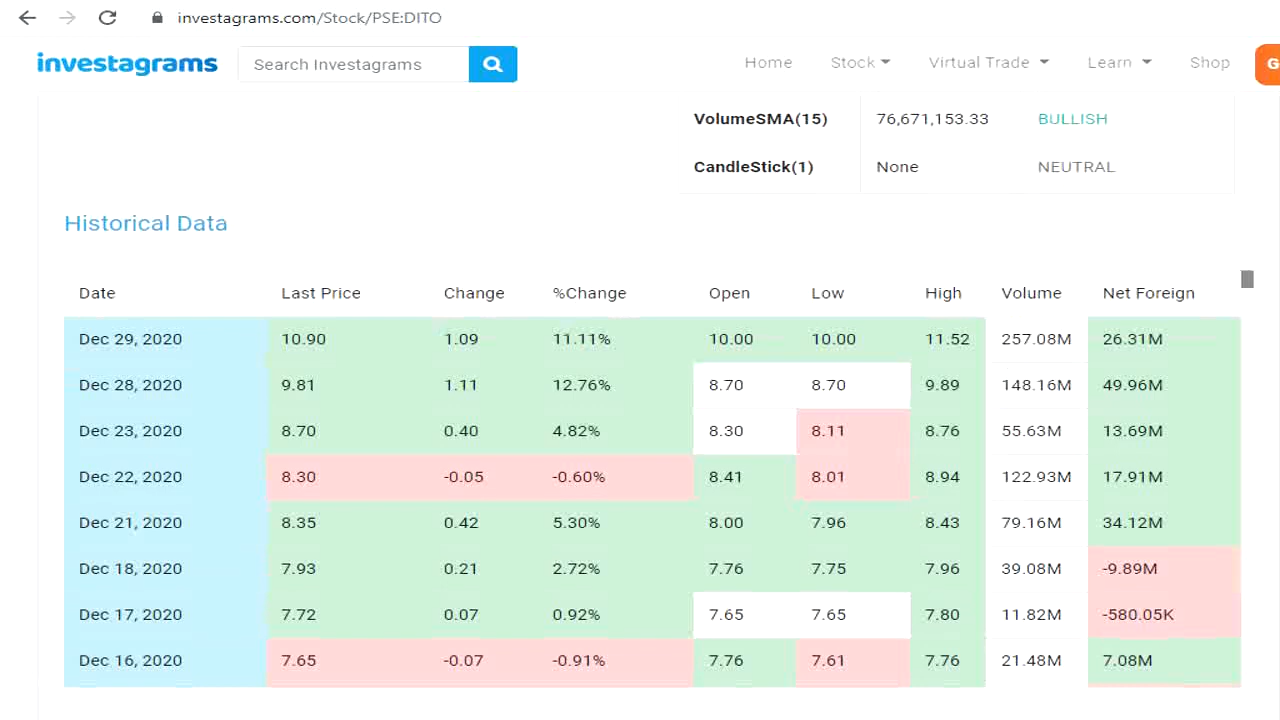 investagrams.com/Stock/PSE:DITO
investagrams Search Investagrams Home Stock Virtual Trade Learn Shop G
VolumeSMA(15) 76,671,153.33 BULLISH
CandleStick(1) None NEUTRAL
Historical Data
Date Last Price Change %Change Open Low High Volume Net Foreign
Dec 29, 2020 10.90 1.09 11.11% 10.00 10.00 11.52 257.08M 26.31M
Dec 28, 2020 9.81 1.11 12.76% 8.70 8.70 9.89 148.16M 49.96M
Dec 23, 2020 8.70 0.40 4.82% 8.30 8.11 8.76 55.63M 13.69M
Dec 22, 2020 8.30 -0.05 -0.60% 8.41 8.01 8.94 122.93M 17.91M
Dec 21, 2020 8.35 0.42 5.30% 8.00 7.96 8.43 79.16M 34.12M
Dec 18, 2020 7.93 0.21 2.72% 7.76 7.75 7.96 39.08M -9.89M
Dec 17, 2020 7.72 0.07 0.92% 7.65 7.65 7.80 11.82M -580.05K
Dec 16, 2020 7.65 -0.07 -0.91% 7.76 7.61 7.76 21.48M 7.08M